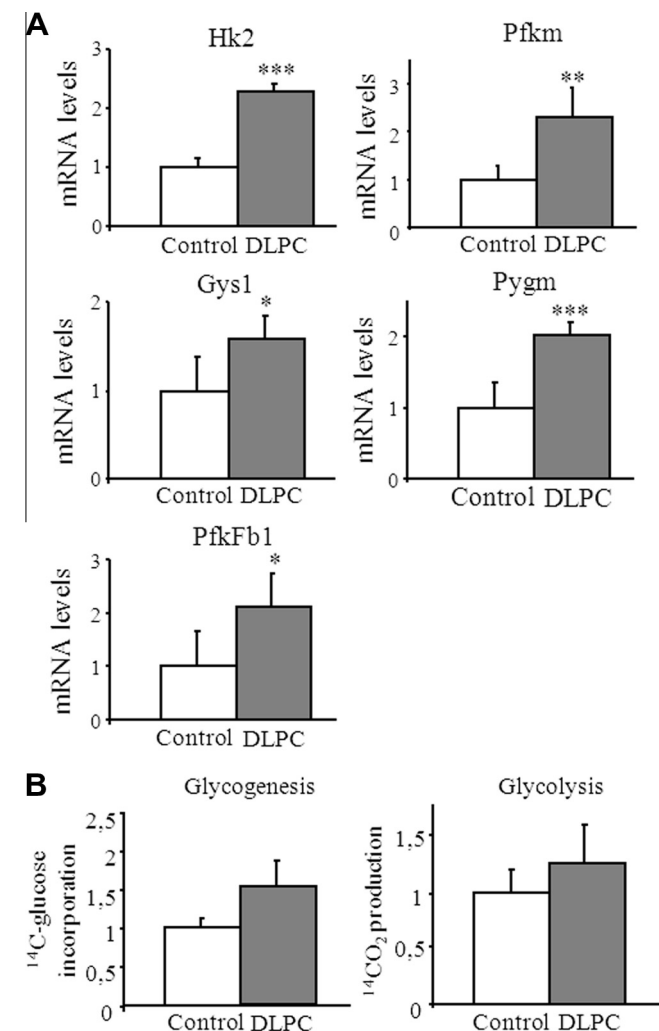 A
Hk2
mRNA levels
3
2
1
0
***
Control DLPC
Pfkm
mRNA levels
3
2
1
0
**
Control DLPC
Gys1
mRNA levels
2
1
0
*
Control DLPC
Pygm
mRNA levels
2
1
0
***
Control DLPC
PfkFb1
mRNA levels
3
2
1
0
*
Control DLPC
B
Glycogenesis
¹⁴C-glucose
incorporation
2,5
2
1,5
1
0,5
0
Control DLPC
Glycolysis
¹⁴CO₂ production
1,5
1
0,5
0
Control DLPC